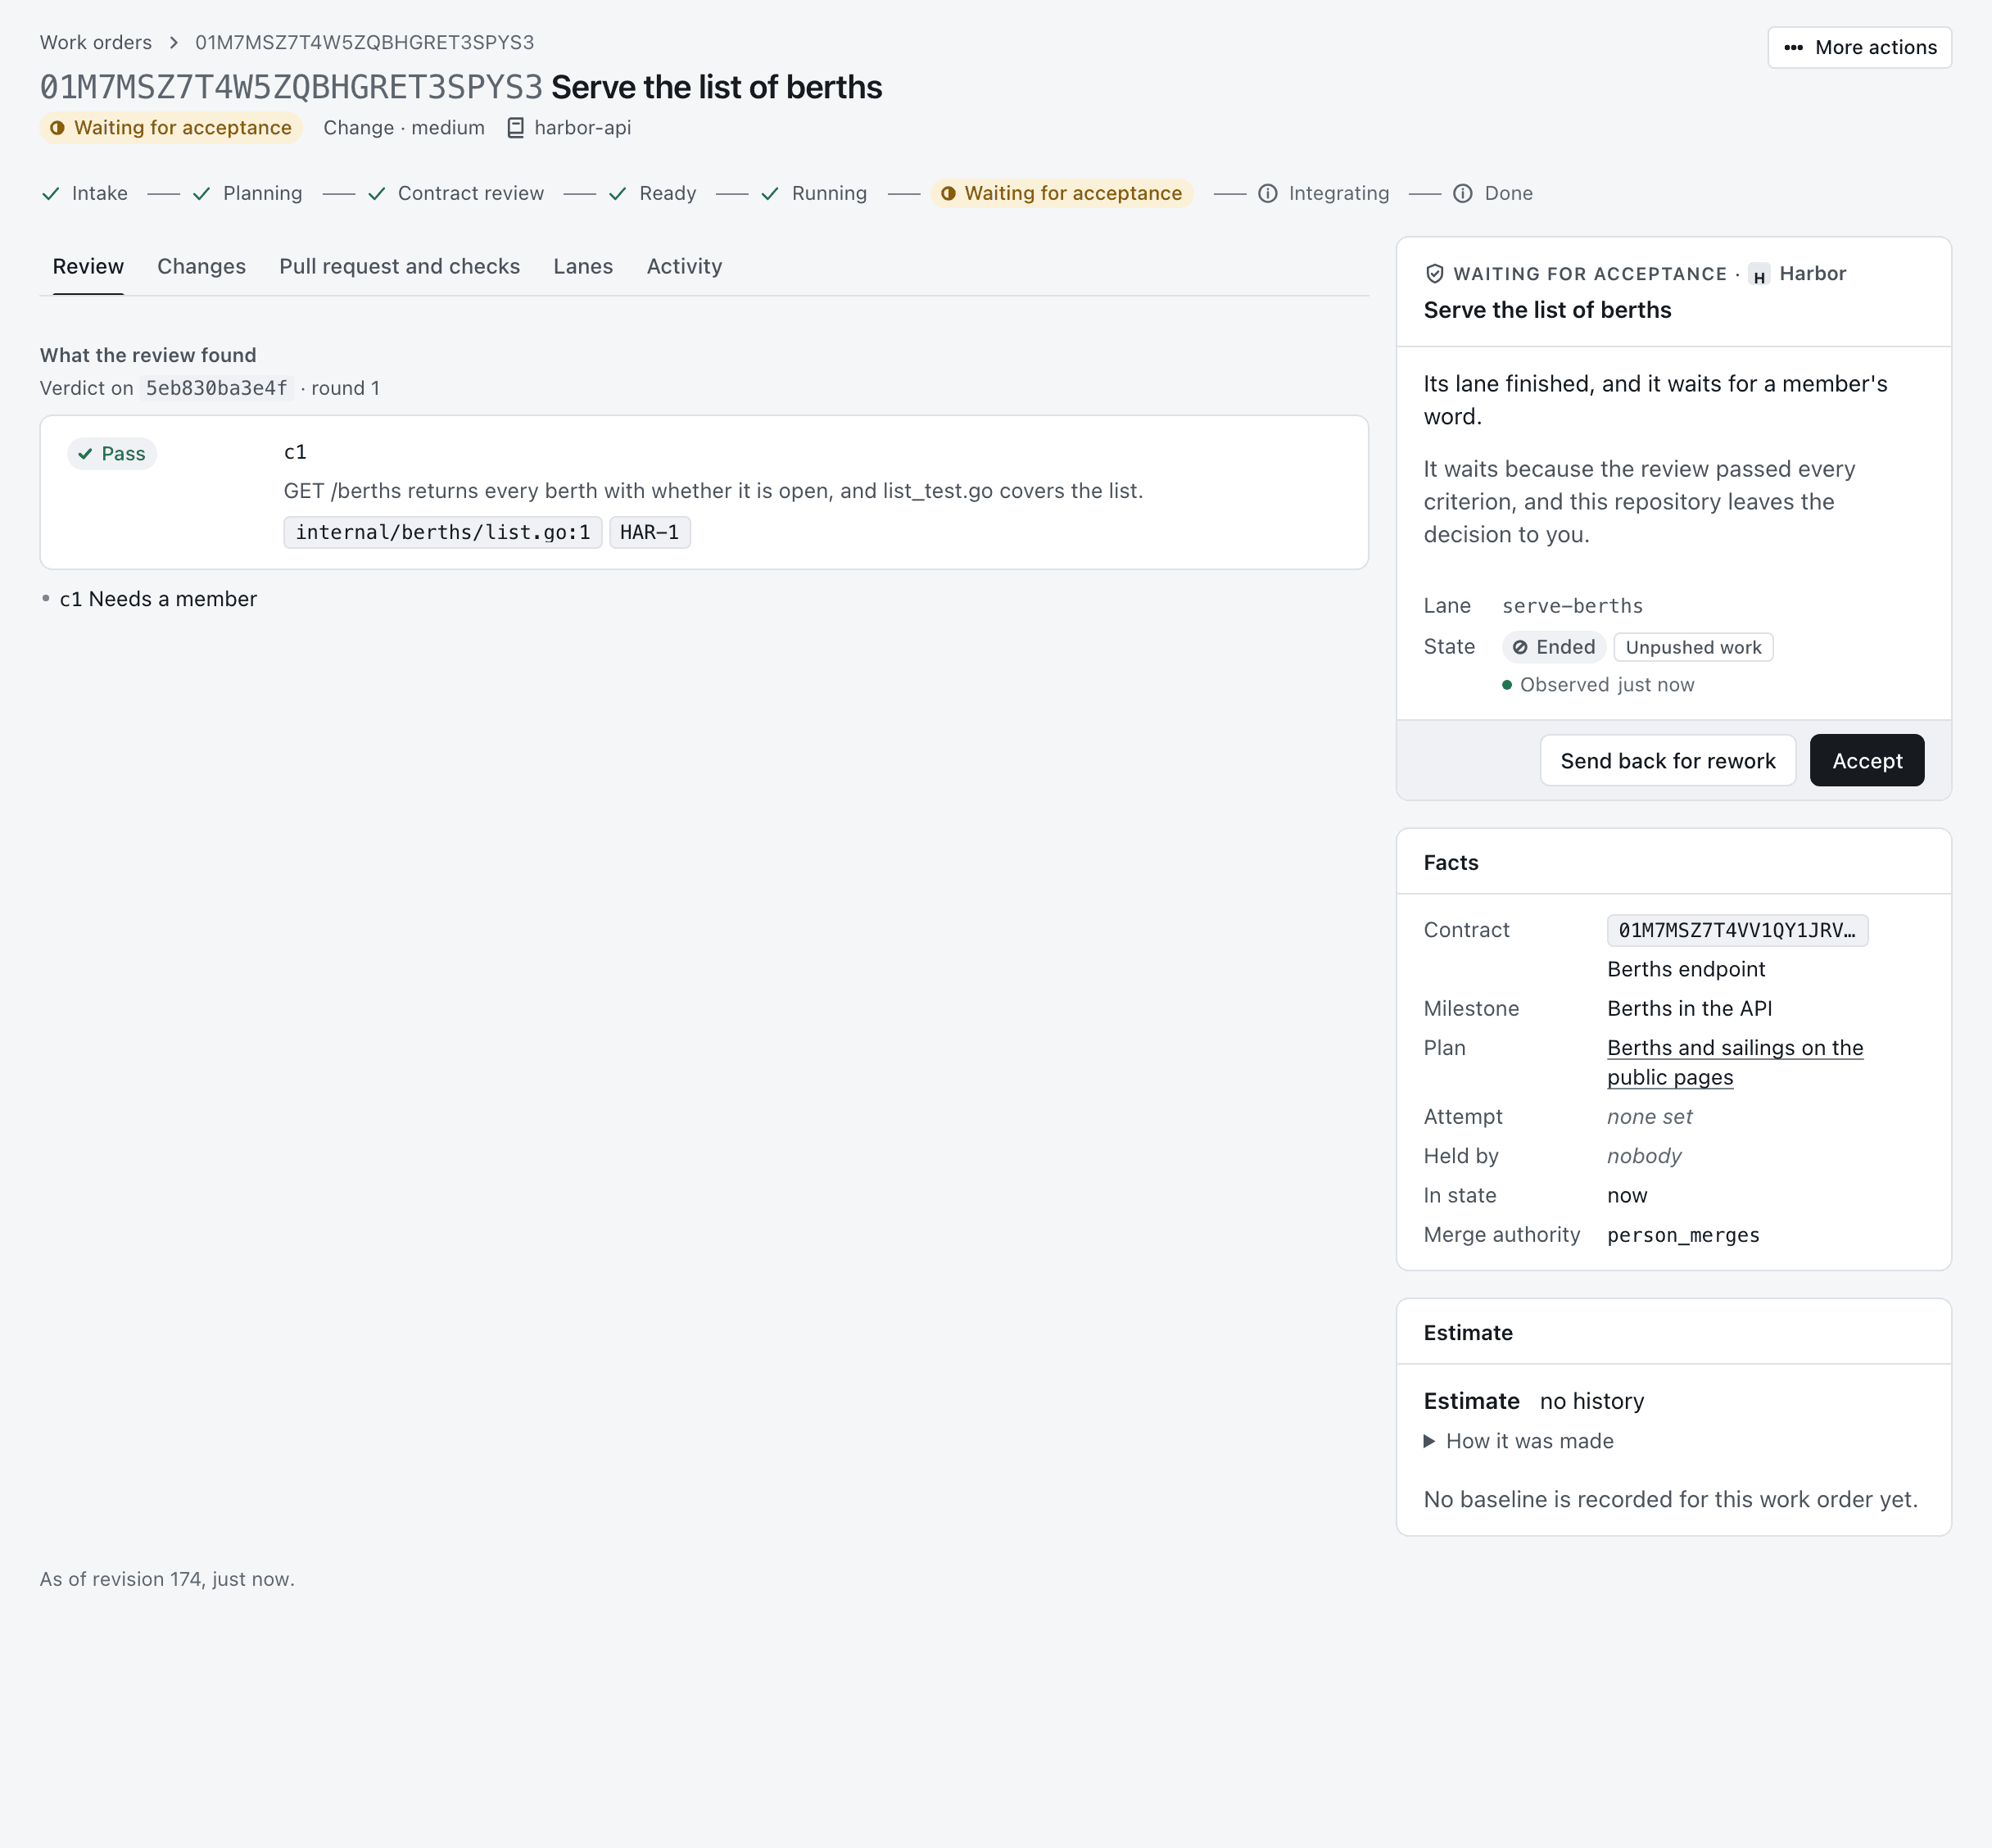 Work orders > 01M7MSZ7T4W5ZQBHGRET3SPYS3
••• More actions
01M7MSZ7T4W5ZQBHGRET3SPYS3 Serve the list of berths
Waiting for acceptance Change · medium harbor-api
Intake Planning Contract review Ready Running Waiting for acceptance Integrating Done
Review Changes Pull request and checks Lanes Activity
What the review found
Verdict on 5eb830ba3e4f · round 1
Pass c1
GET /berths returns every berth with whether it is open, and list_test.go covers the list.
internal/berths/list.go:1 HAR-1
• c1 Needs a member
WAITING FOR ACCEPTANCE · H Harbor
Serve the list of berths
Its lane finished, and it waits for a member's
word.
It waits because the review passed every
criterion, and this repository leaves the
decision to you.
Lane serve-berths
State Ended Unpushed work
Observed just now
Send back for rework Accept
Facts
Contract 01M7MSZ7T4VV1QY1JRV…
Berths endpoint
Milestone Berths in the API
Plan Berths and sailings on the
public pages
Attempt none set
Held by nobody
In state now
Merge authority person_merges
Estimate
Estimate no history
How it was made
No baseline is recorded for this work order yet.
As of revision 174, just now.